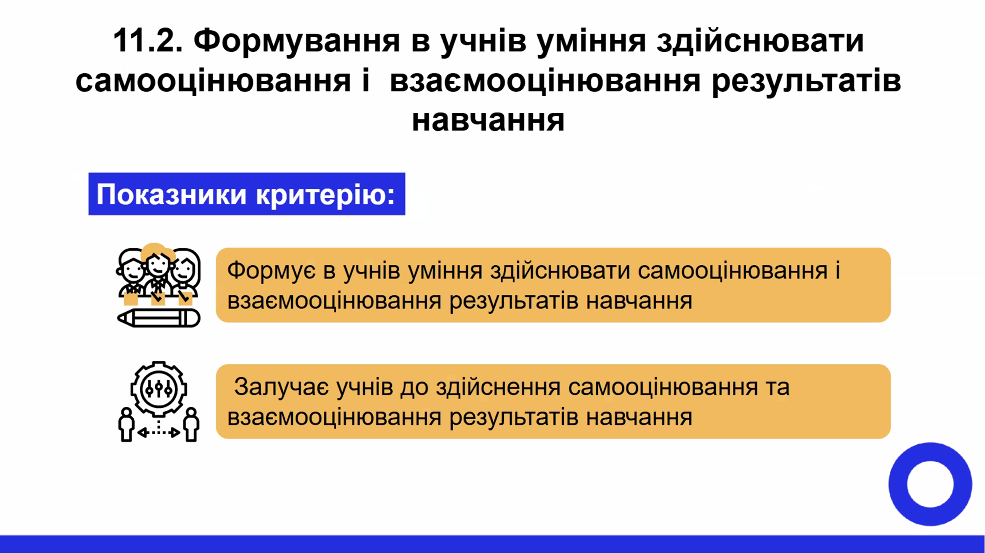 11.2. Формування в учнів уміння здійснювати
самооцінювання і взаємооцінювання результатів
навчання
Показники критерію:
Формує в учнів уміння здійснювати самооцінювання і
взаємооцінювання результатів навчання
Залучає учнів до здійснення самооцінювання та
взаємооцінювання результатів навчання